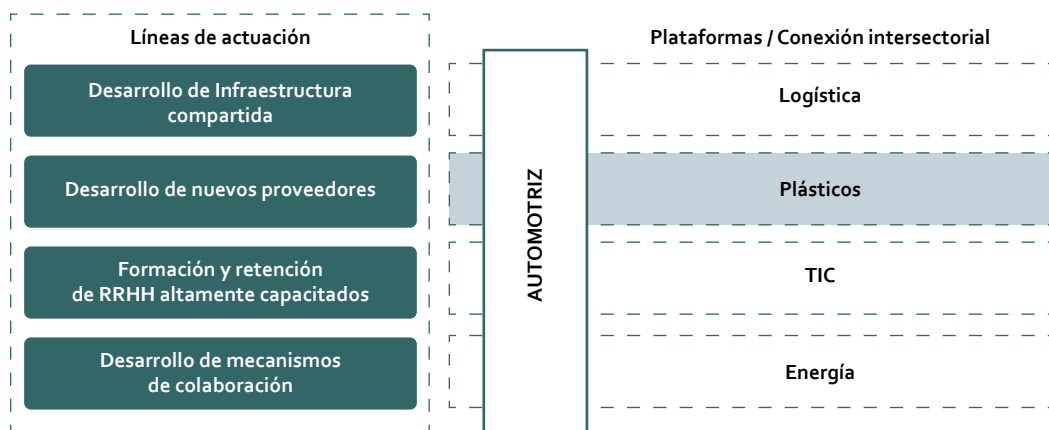 Líneas de actuación
Desarrollo de Infraestructura
compartida
Desarrollo de nuevos proveedores
Formación y retención
de RRHH altamente capacitados
Desarrollo de mecanismos
de colaboración
AUTOMOTRIZ
Plataformas / Conexión intersectorial
Logística
Plásticos
TIC
Energía